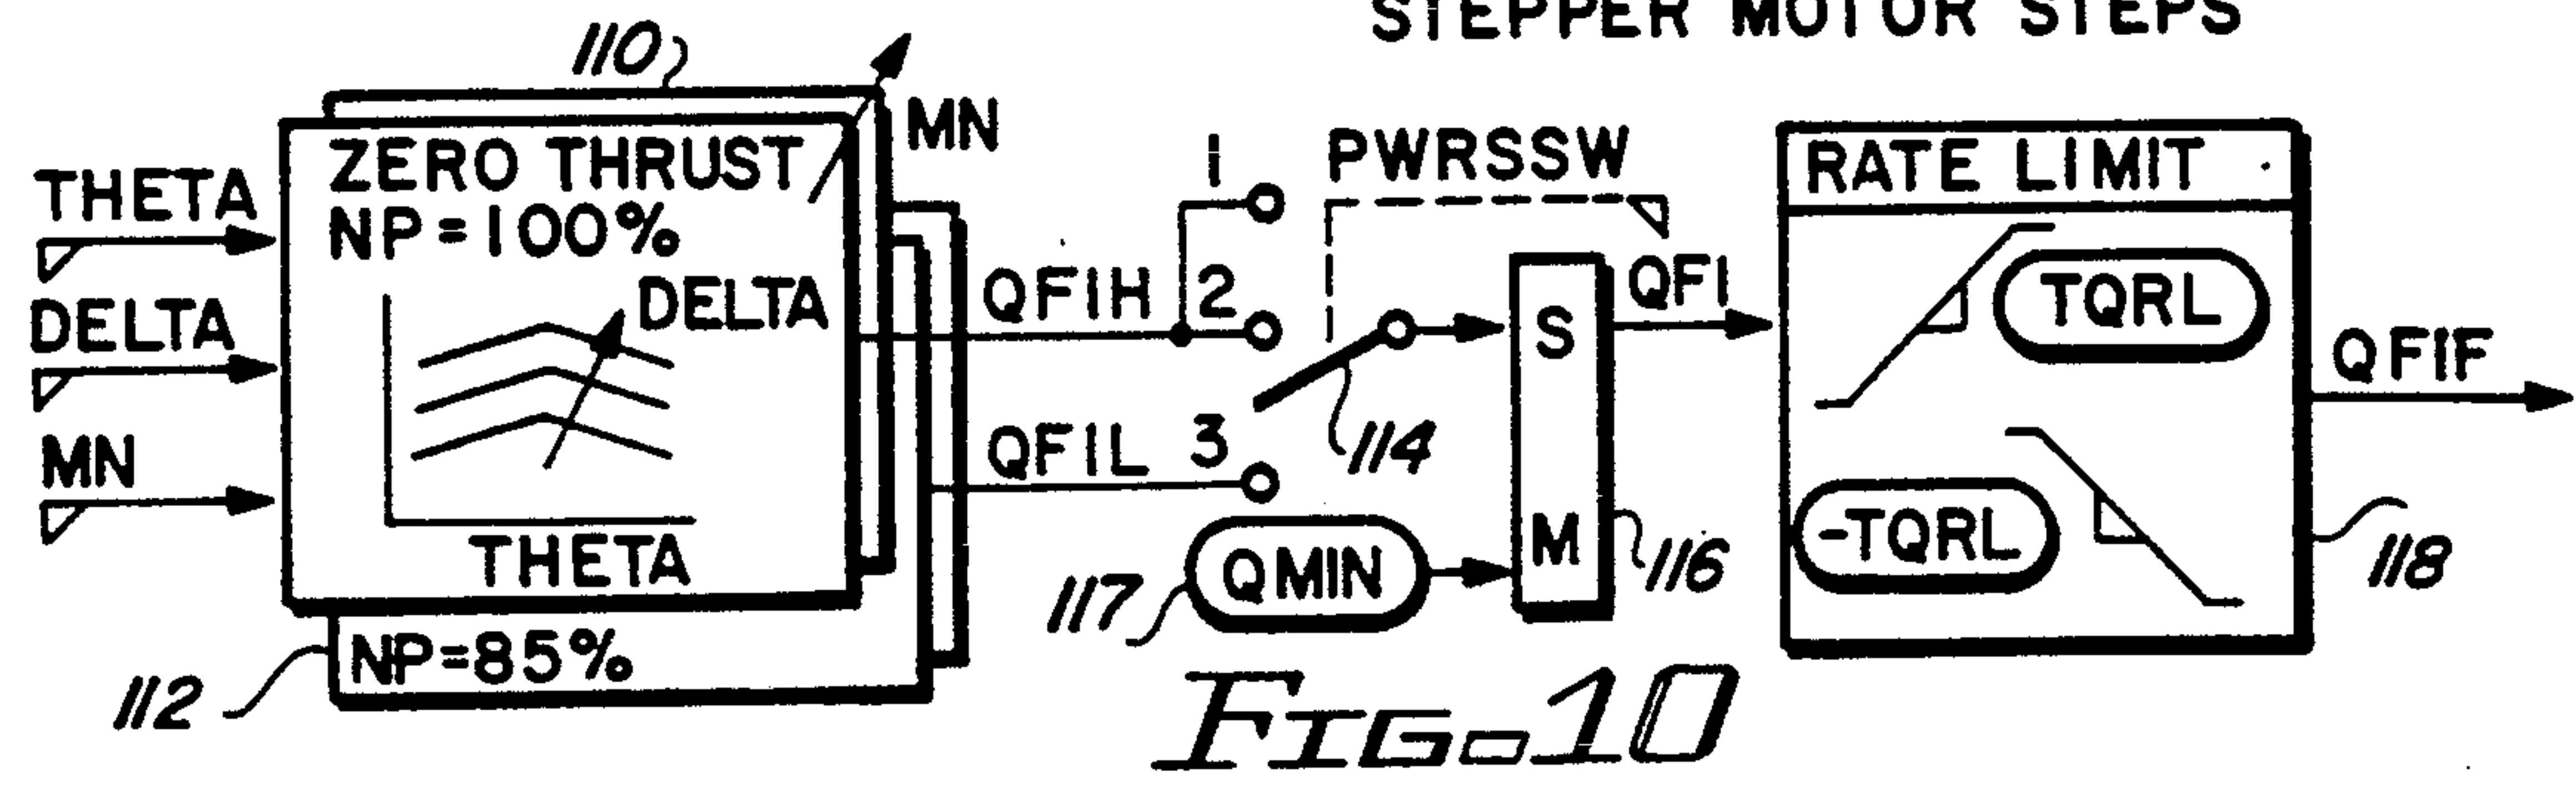 STEPPER MOTOR STEPS
110
MN
THETA
DELTA
MN
ZERO THRUST
NP=100%
DELTA
THETA
NP=85%
112
QFIH
QFIL
1
2
3
PWRSSW
114
QMIN
117
S
M
116
QFI
RATE LIMIT
TQRL
-TQRL
118
QFIF
FIG-10